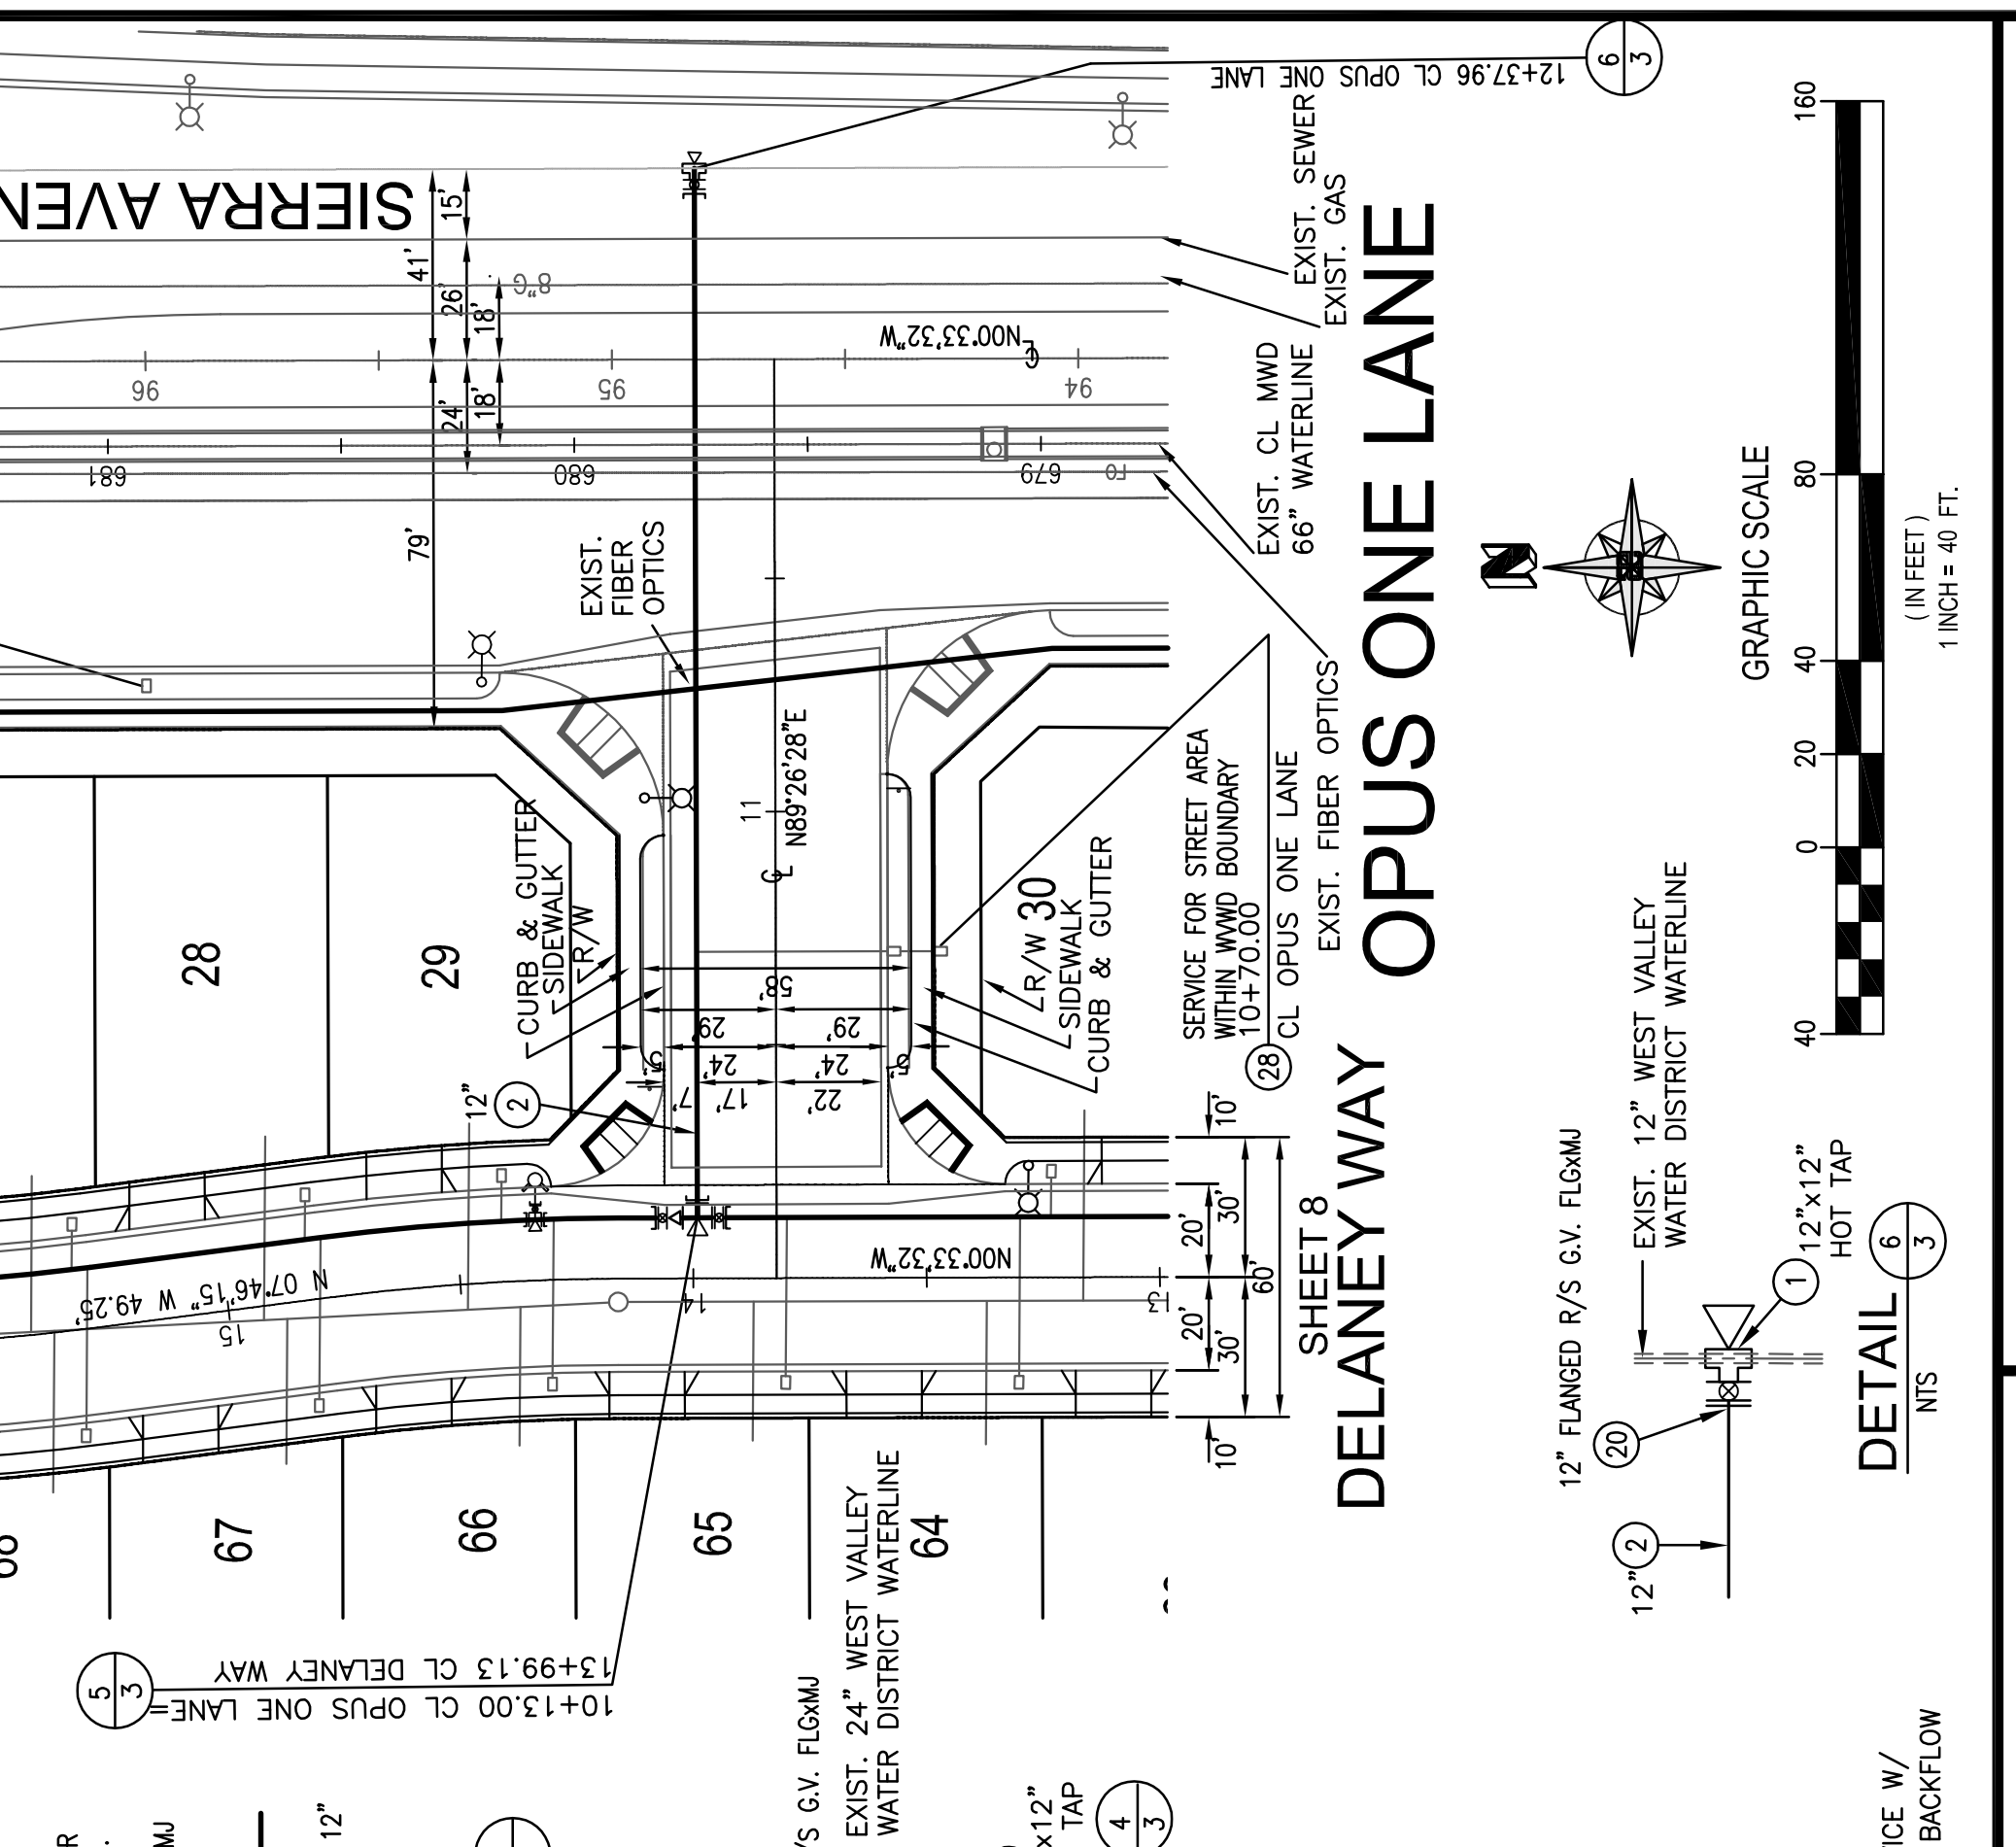 SIERRA AVEN
41'
15'
26'
18'
8"G
N00°33'32"W
96
95
94
24'
18'
681
680
679
FO
79'
EXIST.
FIBER
OPTICS
12+37.96 CL OPUS ONE LANE
6
3
EXIST. SEWER
EXIST. GAS
EXIST. CL MWD
66" WATERLINE
EXIST. FIBER OPTICS
OPUS ONE LANE
11
N89°26'28"E
28
29
CURB & GUTTER
SIDEWALK
R/W
58'
29'
29'
5'
24'
24'
5'
7'
17'
22'
R/W
30
SIDEWALK
CURB & GUTTER
SERVICE FOR STREET AREA
WITHIN WVWD BOUNDARY
10+70.00
CL OPUS ONE LANE
28
12"
2
N 07°46'15" W 49.25'
15
14
13
N00°33'32"W
10'
20'
30'
60'
20'
30'
10'
SHEET 8
DELANEY WAY
67
66
65
64
10+13.00 CL OPUS ONE LANE=
13+99.13 CL DELANEY WAY
5
3
GRAPHIC SCALE
40
0
20
40
80
160
( IN FEET )
1 INCH = 40 FT.
12" FLANGED R/S G.V. FLGxMJ
20
EXIST. 12" WEST VALLEY
WATER DISTRICT WATERLINE
1
12"x12"
HOT TAP
12"
2
DETAIL
6
3
NTS
/S G.V. FLGxMJ
EXIST. 24" WEST VALLEY
WATER DISTRICT WATERLINE
x12"
TAP
4
3
12"
MJ
ICE W/
BACKFLOW